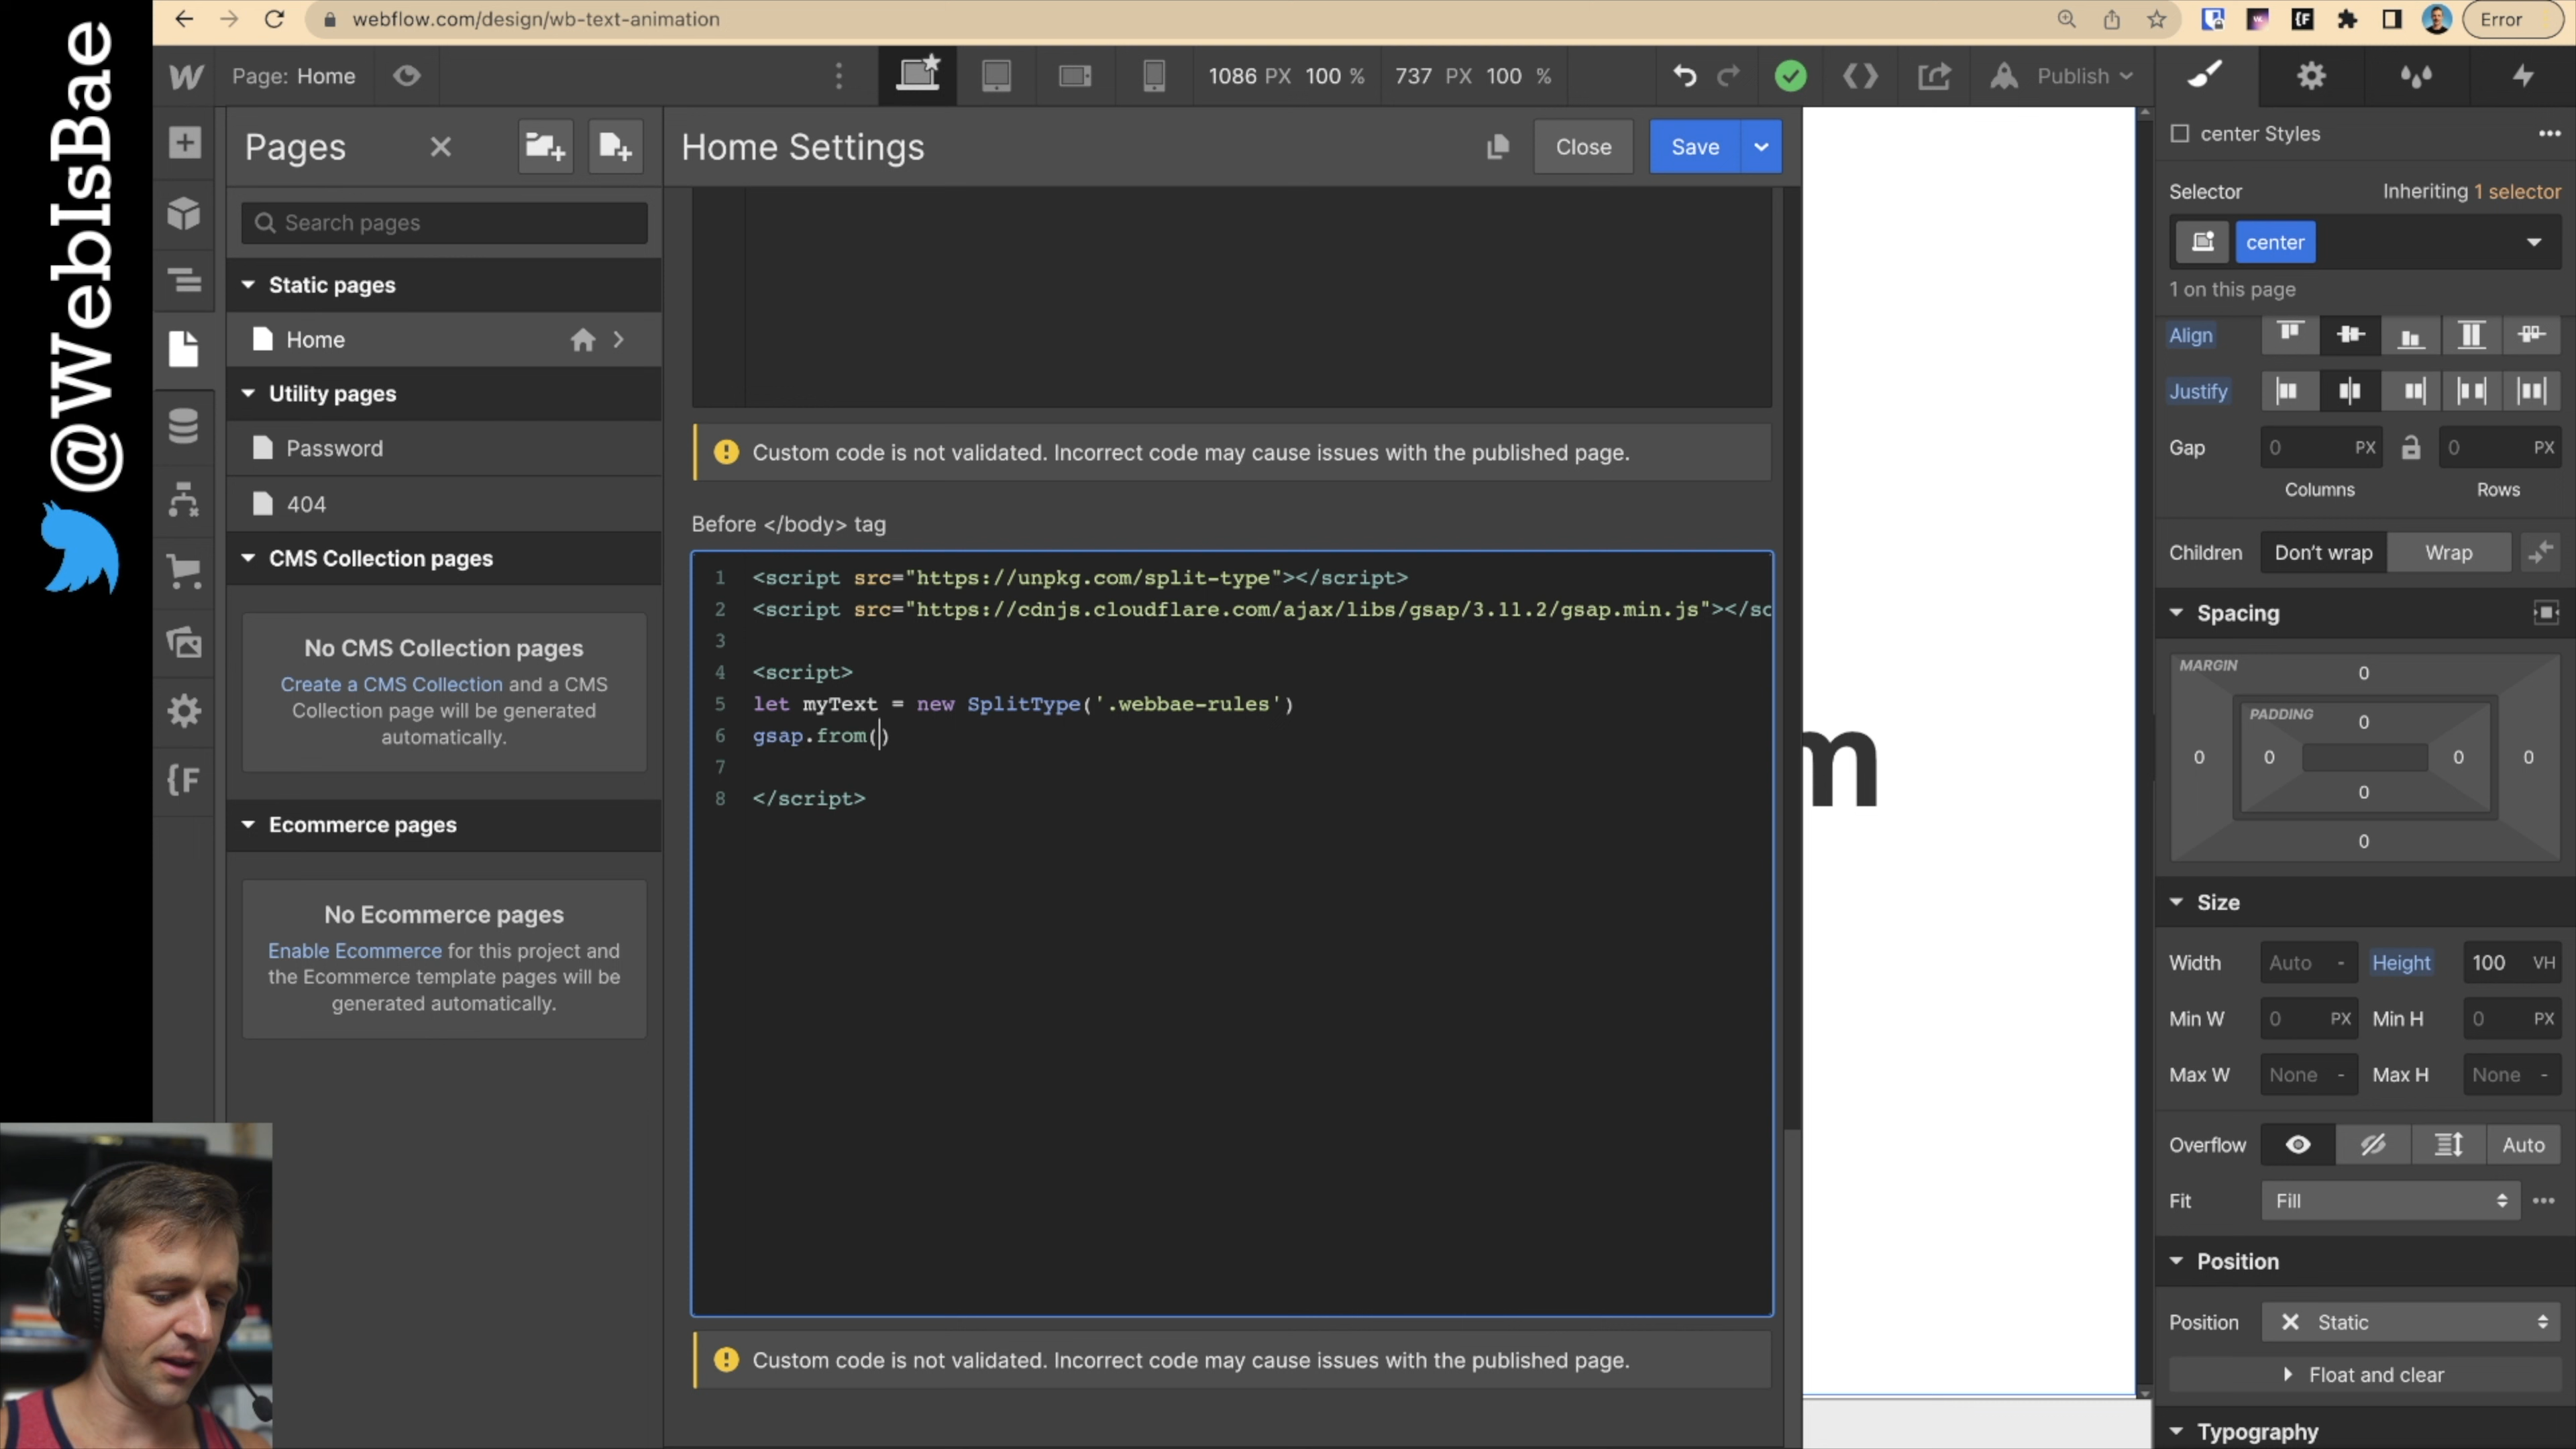 @WebIsBae
webflow.com/design/wb-text-animation
Error
Page: Home
1086 PX 100 %
737 PX 100 %
Publish
Pages
Search pages
Static pages
Home
Utility pages
Password
404
CMS Collection pages
No CMS Collection pages
Create a CMS Collection and a CMS
Collection page will be generated
automatically.
Ecommerce pages
No Ecommerce pages
Enable Ecommerce for this project and
the Ecommerce template pages will be
generated automatically.
{F
Home Settings
Close
Save
Custom code is not validated. Incorrect code may cause issues with the published page.
Before </body> tag
1 <script src="https://unpkg.com/split-type"></script>
2 <script src="https://cdnjs.cloudflare.com/ajax/libs/gsap/3.11.2/gsap.min.js"></sc
3
4 <script>
5 let myText = new SplitType('.webbae-rules')
6 gsap.from()
7
8 </script>
Custom code is not validated. Incorrect code may cause issues with the published page.
m
center Styles
Selector
Inheriting 1 selector
center
1 on this page
Align
Justify
Gap
0 PX
0 PX
Columns
Rows
Children
Don't wrap
Wrap
Spacing
MARGIN
0
PADDING
0
0
0
0
0
0
0
Size
Width
Auto -
Height
100 VH
Min W
0 PX
Min H
0 PX
Max W
None -
Max H
None -
Overflow
Auto
Fit
Fill
Position
Position
Static
Float and clear
Typography